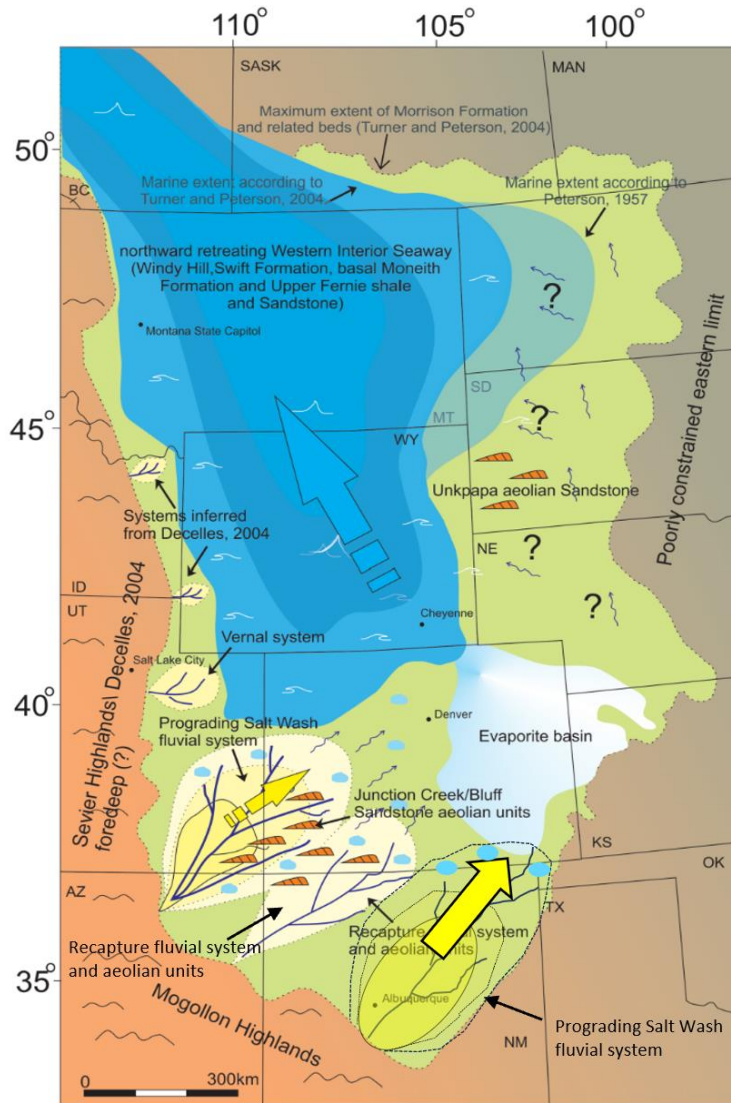 110°
105°
100°
SASK
MAN
Maximum extent of Morrison Formation
and related beds (Turner and Peterson, 2004)
50°
BC
Marine extent according to
Turner and Peterson, 2004
Marine extent according to
Peterson, 1957
northward retreating Western Interior Seaway
(Windy Hill,Swift Formation, basal Moneith
Formation and Upper Fernie shale
and Sandstone)
?
Montana State Capitol
SD
MT
45°
WY
?
Unkpapa aeolian Sandstone
Poorly constrained eastern limit
Systems inferred
from Decelles, 2004
NE
?
?
ID
UT
Cheyenne
Vernal system
Salt Lake City
Sevier Highlands\ Decelles, 2004
foredeep (?)
40°
Denver
Prograding Salt Wash
fluvial system
Evaporite basin
Junction Creek/Bluff
Sandstone aeolian units
KS
OK
AZ
TX
Recapture fluvial system
and aeolian units
Recapture fluvial system
and aeolian units
35°
Albuquerque
Mogollon Highlands
NM
Prograding Salt Wash
fluvial system
0
300km